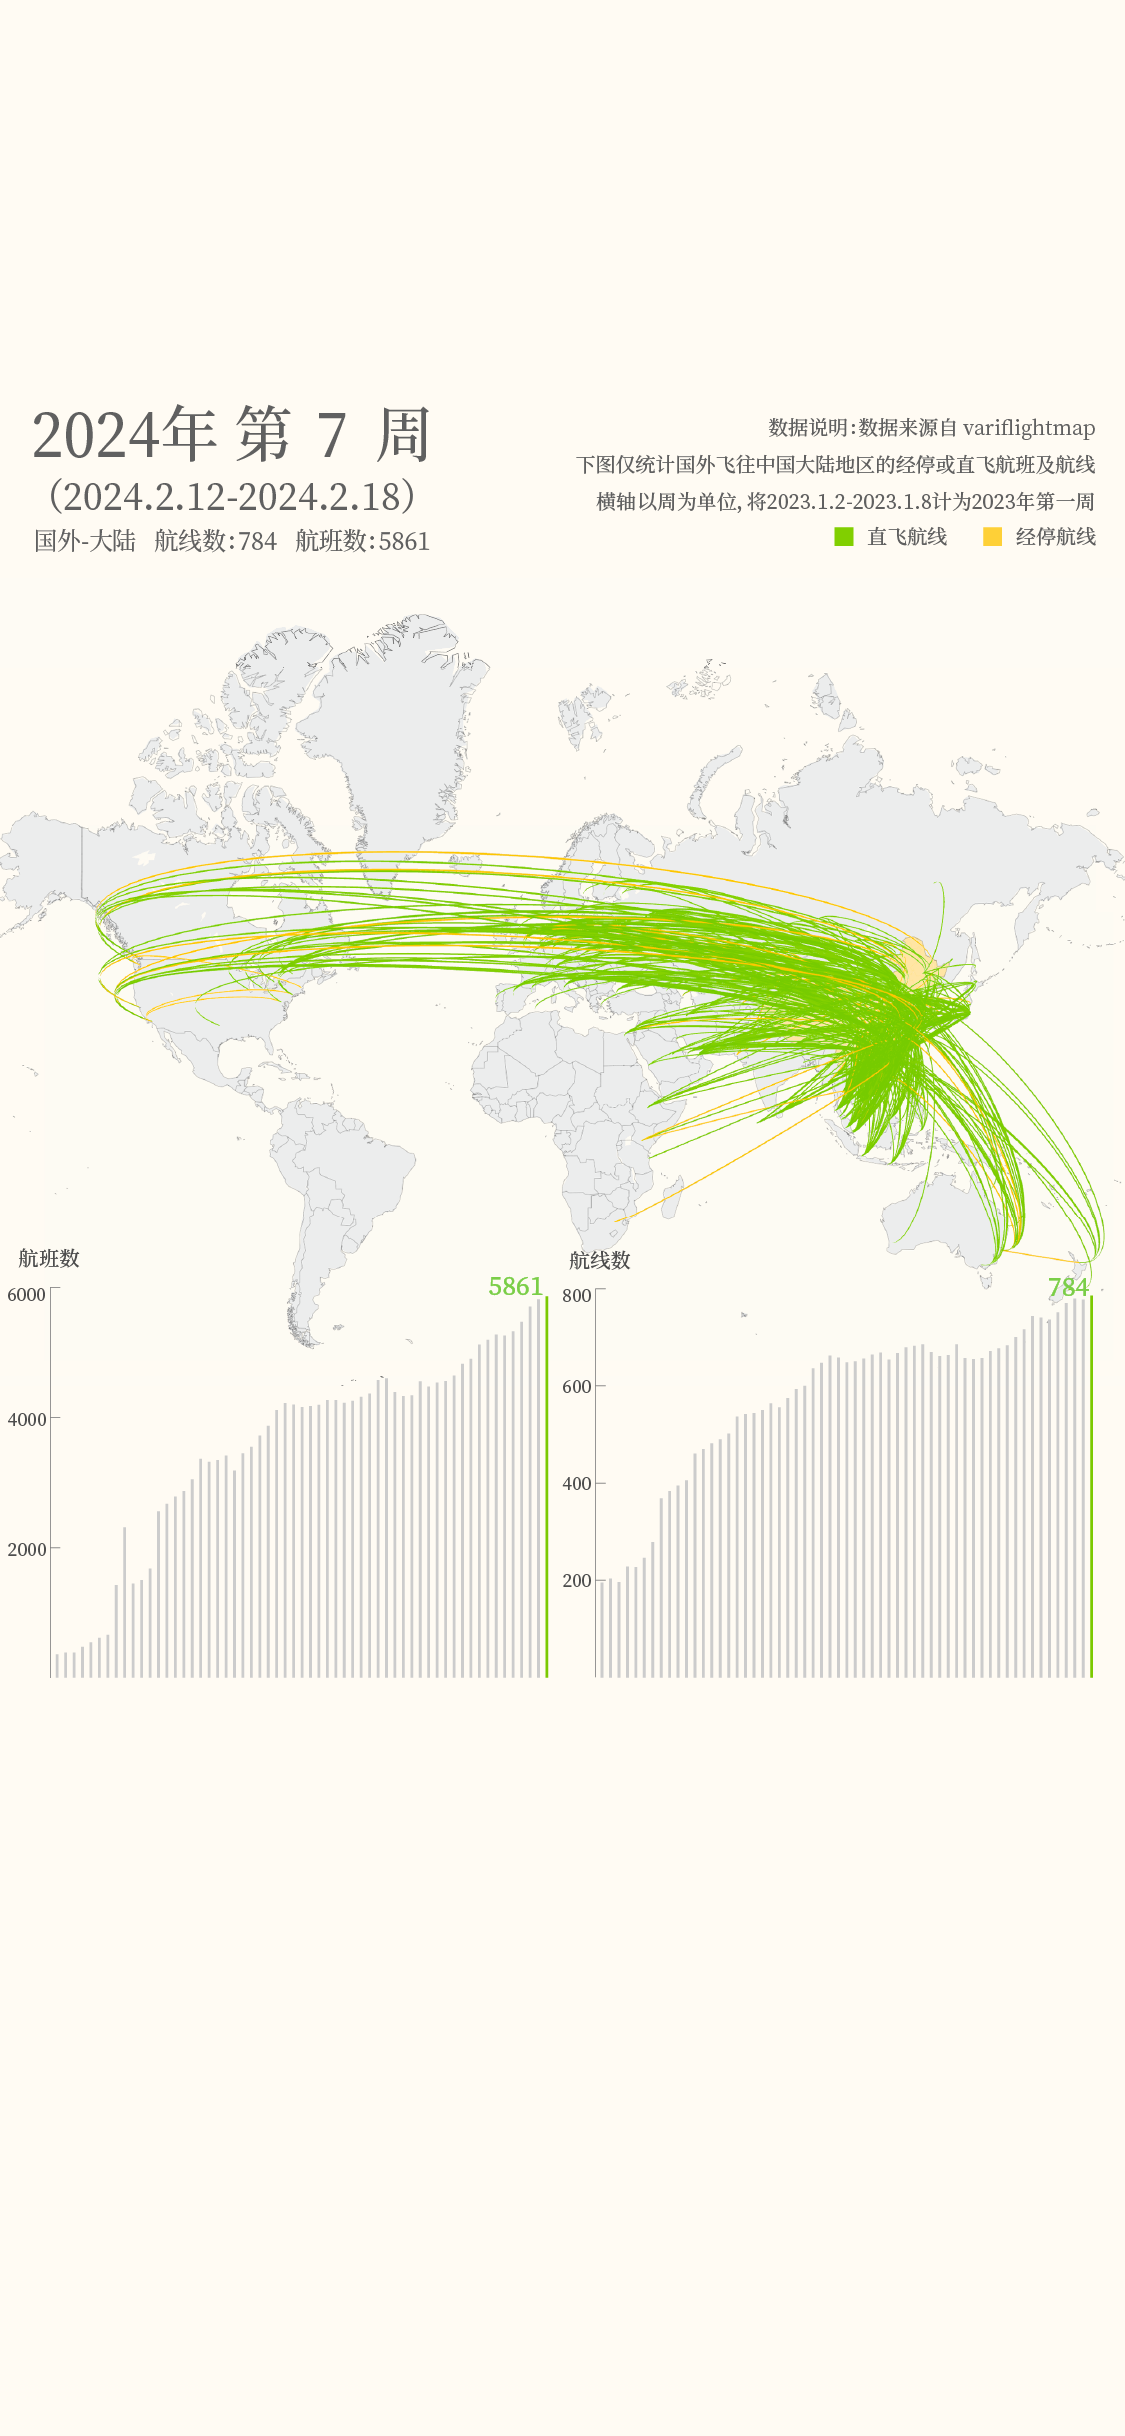 2024年 第 7 周
（2024.2.12-2024.2.18）
国外-大陆 航线数:784 航班数:5861
数据说明:数据来源自 variflightmap
下图仅统计国外飞往中国大陆地区的经停或直飞航班及航线
横轴以周为单位, 将2023.1.2-2023.1.8计为2023年第一周
直飞航线 经停航线
航班数
5861
6000
4000
2000
航线数
784
800
600
400
200